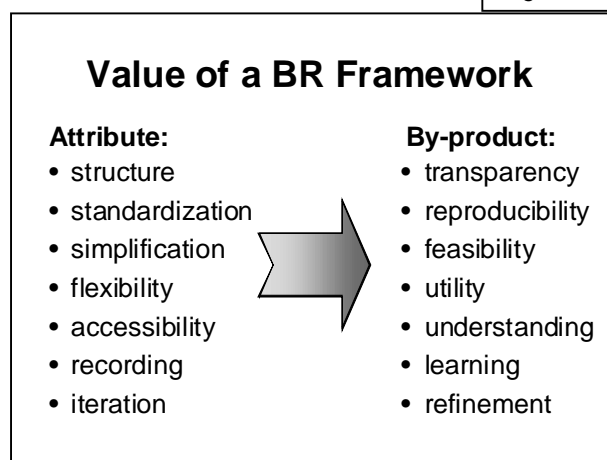 Value of a BR Framework
Attribute:
• structure
• standardization
• simplification
• flexibility
• accessibility
• recording
• iteration
By-product:
• transparency
• reproducibility
• feasibility
• utility
• understanding
• learning
• refinement